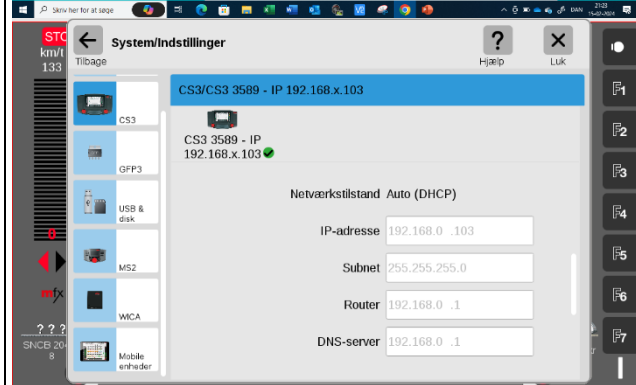 Skriv her for at søge
DAN
21:23
15-02-2024
STO
km/t
133
0
mfx
? ? ?
SNCB 20
8
Tilbage
System/Indstillinger
?
Hjælp
Luk
CS3
GFP3
USB &
disk
MS2
WICA
Mobile
enheder
CS3/CS3 3589 - IP 192.168.x.103
CS3 3589 - IP
192.168.x.103
Netværkstilstand Auto (DHCP)
IP-adresse 192.168.0 .103
Subnet 255.255.255.0
Router 192.168.0 .1
DNS-server 192.168.0 .1
F1
F2
F3
F4
F5
F6
F7